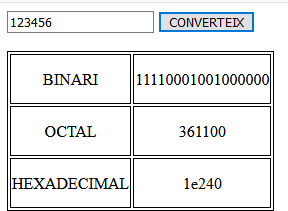 123456 CONVERTEIX
BINARI 11110001001000000
OCTAL 361100
HEXADECIMAL 1e240